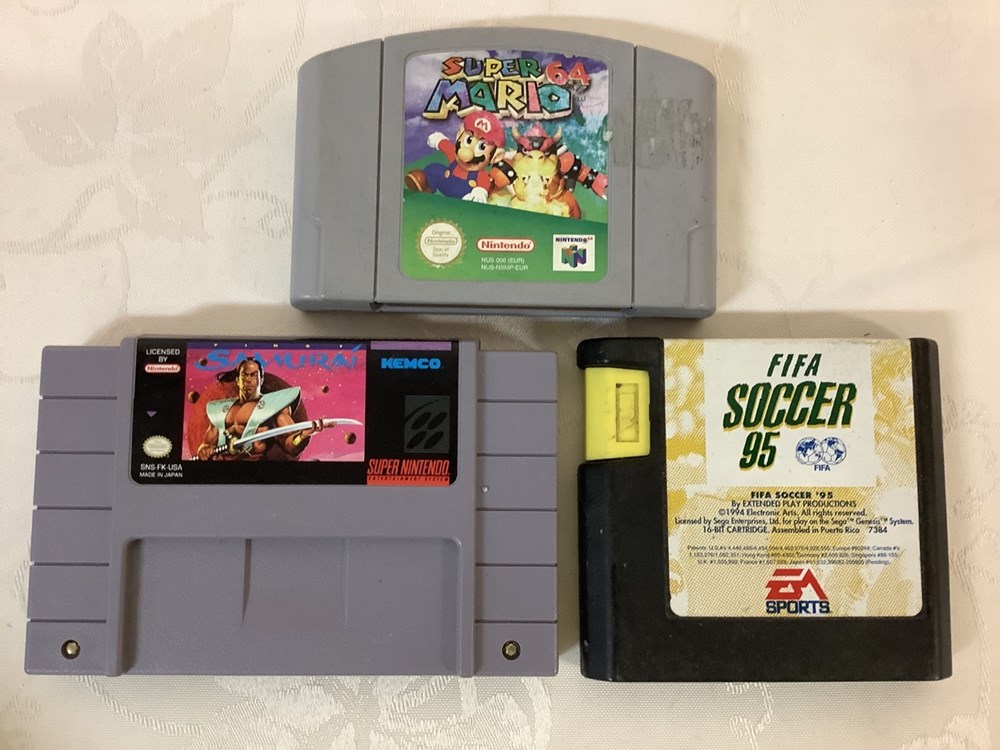 SUPER
MARIO 64
Original
Nintendo
Seal of
Quality
Nintendo
NUS 006 (EUR)
NUS-NSMP-EUR
NINTENDO 64
LICENSED
BY
Nintendo
FIRST
SAMURAI
KEMCO
SNS-FK-USA
MADE IN JAPAN
SUPER NINTENDO
ENTERTAINMENT SYSTEM
FIFA
SOCCER
95
FIFA
FIFA SOCCER '95
By EXTENDED PLAY PRODUCTIONS
©1994 Electronic Arts. All rights reserved.
Licensed by Sega Enterprises, Ltd. for play on the Sega™ Genesis™ System.
16-BIT CARTRIDGE. Assembled in Puerto Rico 7384
EA
SPORTS